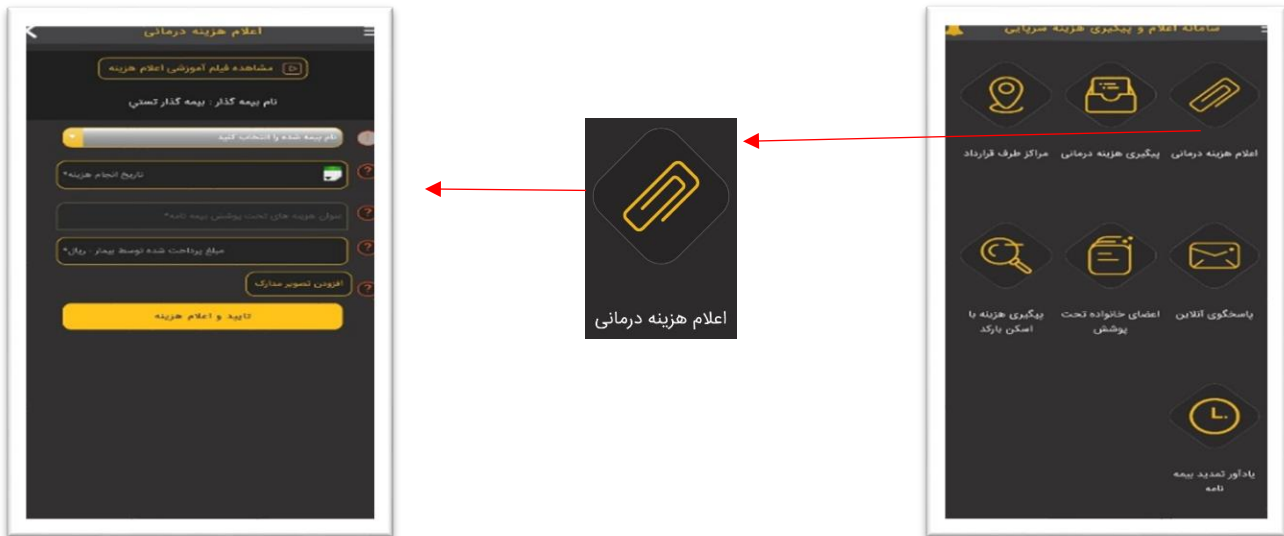 سامانه اعلام و پیگیری هزینه سرپایی
اعلام هزینه درمانی
پیگیری هزینه درمانی
مراکز طرف قرارداد
پاسخگوی آنلاین
اعضای خانواده تحت
پوشش
پیگیری هزینه با
اسکن بارکد
یادآور تمدید بیمه
نامه
اعلام هزینه درمانی
اعلام هزینه درمانی
مشاهده فیلم آموزشی اعلام هزینه
نام بیمه گذار : بیمه گذار تستي
نام بیمه شده را انتخاب کنید
تاریخ انجام هزینه*
عنوان هزینه های تحت پوشش بیمه نامه*
مبلغ پرداخت شده توسط بیمار : ریال*
افزودن تصویر مدارک
تایید و اعلام هزینه